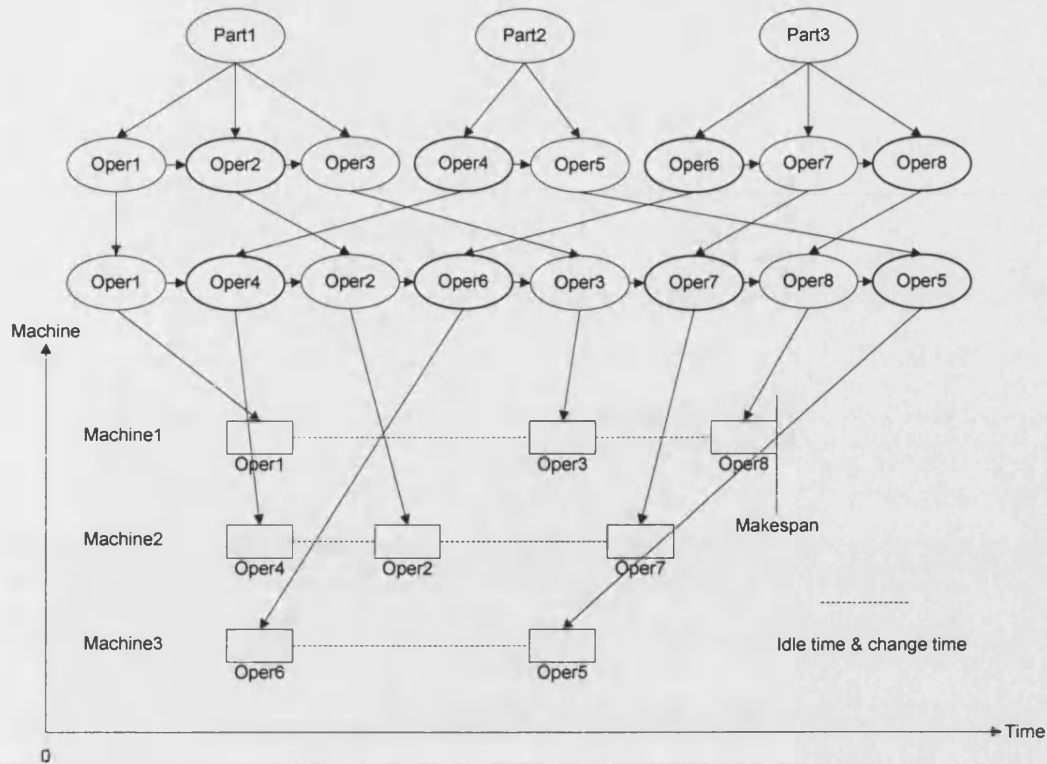 Part1 Part2 Part3
Oper1 Oper2 Oper3 Oper4 Oper5 Oper6 Oper7 Oper8
Oper1 Oper4 Oper2 Oper6 Oper3 Oper7 Oper8 Oper5
Machine
Machine1
Oper1 Oper3 Oper8
Makespan
Machine2
Oper4 Oper2 Oper7
Machine3
Idle time & change time
Oper6 Oper5
Time
0